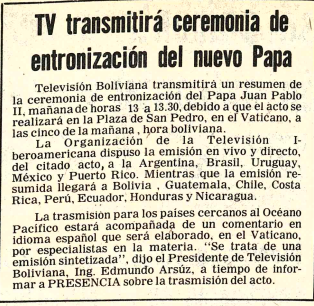 TV transmitirá ceremonia de
entronización del nuevo Papa
Televisión Boliviana transmitirá un resumen de
la ceremonia de entronización del Papa Juan Pablo
II, mañana de horas 13 a 13.30, debido a que el acto se
realizará en la Plaza de San Pedro, en el Vaticano, a
las cinco de la mañana, hora boliviana.
La Organización de la Televisión I-
beroamericana dispuso la emisión en vivo y directo,
del citado acto, a la Argentina, Brasil, Uruguay,
México y Puerto Rico. Mientras que la emisión re-
sumida llegará a Bolivia, Guatemala, Chile, Costa
Rica, Perú, Ecuador, Honduras y Nicaragua.
La trasmisión para los países cercanos al Océano
Pacífico estará acompañada de un comentario en
idioma español que será elaborado, en el Vaticano,
por especialistas en la materia. "Se trata de una
emisión sintetizada", dijo el Presidente de Televisión
Boliviana, Ing. Edmundo Arsúz, a tiempo de infor-
mar a PRESENCIA sobre la trasmisión del acto.